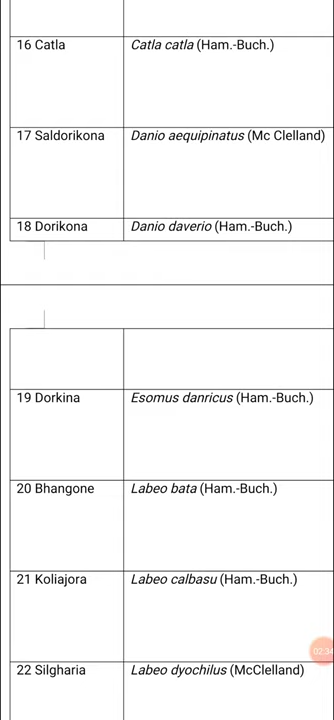 16 Catla Catla catla (Ham.-Buch.)
17 Saldorikona Danio aequipinatus (Mc Clelland)
18 Dorikona Danio daverio (Ham.-Buch.)
19 Dorkina Esomus danricus (Ham.-Buch.)
20 Bhangone Labeo bata (Ham.-Buch.)
21 Koliajora Labeo calbasu (Ham.-Buch.)
02:34
22 Silgharia Labeo dyochilus (McClelland)